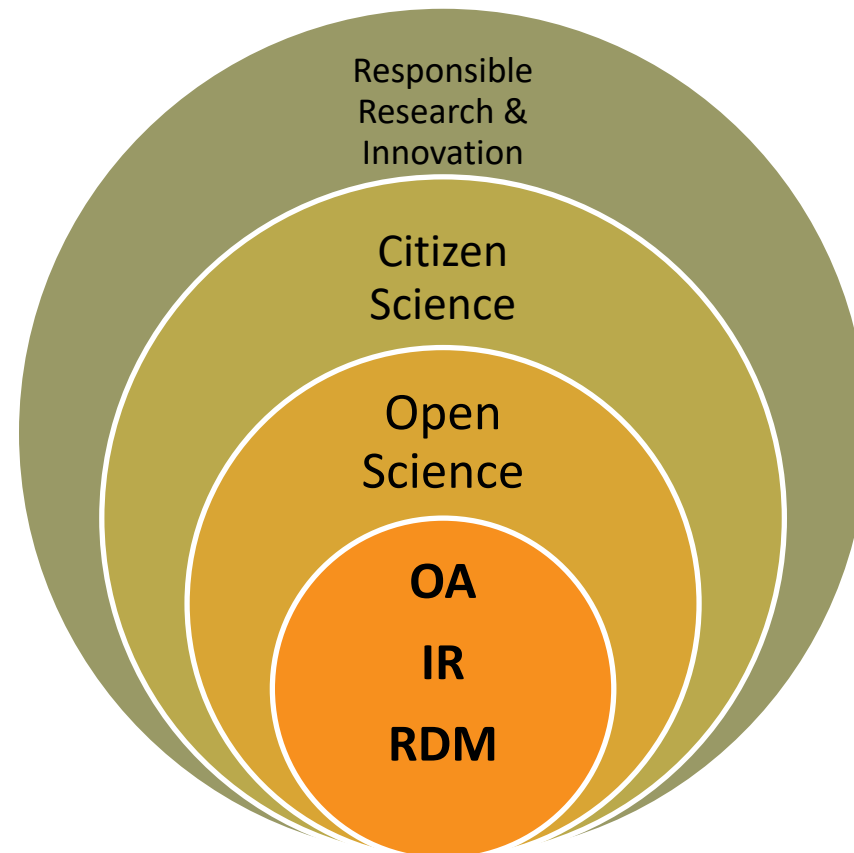 Responsible
Research &
Innovation
Citizen
Science
Open
Science
OA
IR
RDM